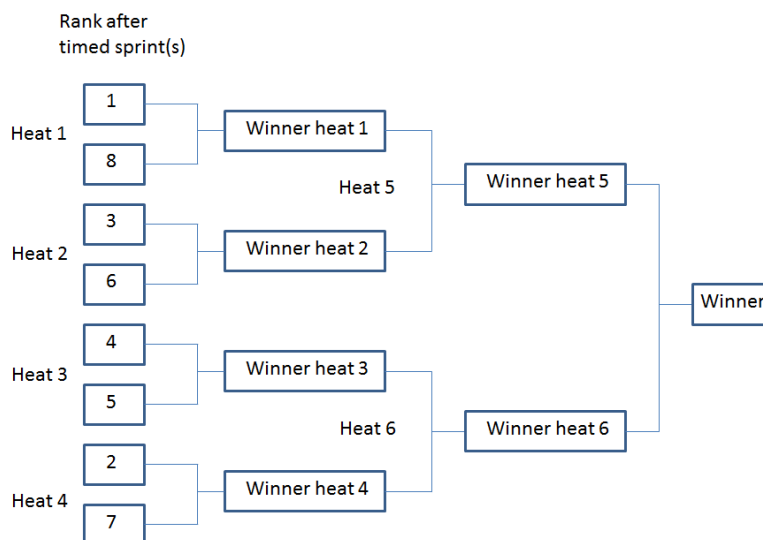 Rank after
timed sprint(s)
1
Heat 1
8
Winner heat 1
3
Heat 2
6
Winner heat 2
Heat 5
Winner heat 5
4
Heat 3
5
Winner heat 3
2
Heat 4
7
Winner heat 4
Heat 6
Winner heat 6
Winner